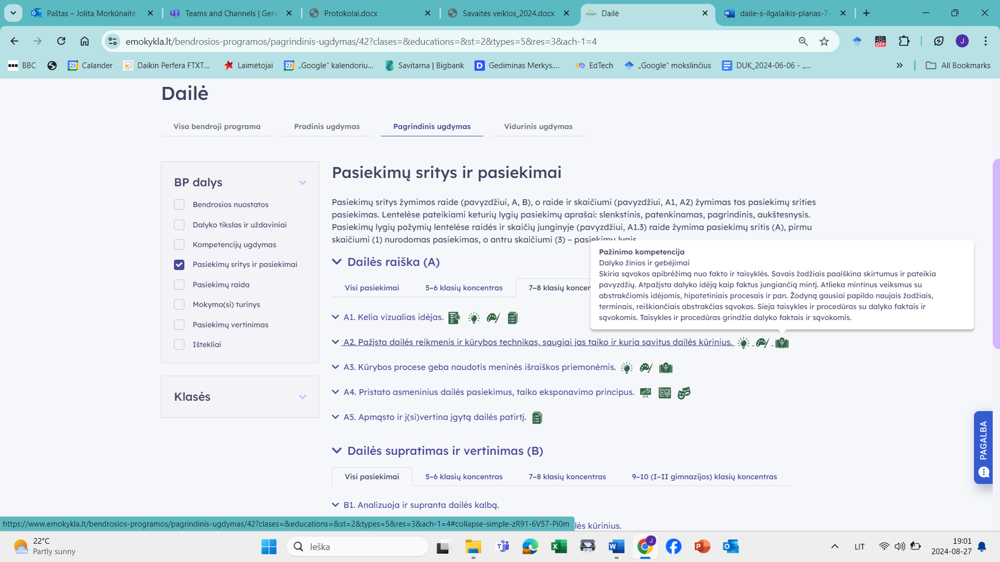 Paštas – Jolita Morkūnaitė
Teams and Channels | Gene
Protokolai.docx
Savaitės veiklos_2024.docx
Dailė
daile-s-ilgalaikis-planas-7-
emokykla.lt/bendrosios-programos/pagrindinis-ugdymas/42?clases=&educations=&st=2&types=5&res=3&ach-1=4
OFF
J
BBC
23 Calander
Daikin Perfera FTXT...
Laimėtojai
23 „Google“ kalendoriu...
Savitarna | Bigbank
D Gediminas Merkys....
EdTech
„Google“ mokslinčius
DUK_2024-06-06 - „...
All Bookmarks
Dailė
Visa bendroji programa
Pradinis ugdymas
Pagrindinis ugdymas
Vidurinis ugdymas
BP dalys
Bendrosios nuostatos
Dalyko tikslas ir uždaviniai
Kompetencijų ugdymas
Pasiekimų sritys ir pasiekimai
Pasiekimų raida
Mokymo(si) turinys
Pasiekimų vertinimas
Ištekliai
Klasės
Pasiekimų sritys ir pasiekimai
Pasiekimų sritys žymimos raide (pavyzdžiui, A, B), o raide ir skaičiumi (pavyzdžiui, A1, A2) žymimas tos pasiekimų srities
pasiekimas. Lentelėse pateikiami keturių lygių pasiekimų aprašai: slenkstinis, patenkinamas, pagrindinis, aukštesnysis.
Pasiekimų lygių požymių lentelėse raidės ir skaičių junginyje (pavyzdžiui, A1.3) raide žymima pasiekimų sritis (A), pirmu
skaičiumi (1) nurodomas pasiekimas, o antru skaičiumi (3) – pasiekimų lygis.
Dailės raiška (A)
Visi pasiekimai
5–6 klasių koncentras
7–8 klasių koncen
Pažinimo kompetencija
Dalyko žinios ir gebėjimai
Skiria sąvokos apibrėžimą nuo fakto ir taisyklės. Savais žodžiais paaiškina skirtumus ir pateikia
pavyzdžių. Atpažįsta dalyko idėją kaip faktus jungiančią mintį. Atlieka mintinus veiksmus su
abstrakčiomis idėjomis, hipotetiniais procesais ir pan. Žodyną gausiai papildo naujais žodžiais,
terminais, reiškiančiais abstrakčias sąvokas. Sieja taisykles ir procedūras su dalyko faktais ir
sąvokomis. Taisykles ir procedūras grindžia dalyko faktais ir sąvokomis.
A1. Kelia vizualias idėjas.
A2. Pažįsta dailės reikmenis ir kūrybos technikas, saugiai jas taiko ir kuria savitus dailės kūrinius.
A3. Kūrybos procese geba naudotis meninės išraiškos priemonėmis.
A4. Pristato asmeninius dailės pasiekimus, taiko eksponavimo principus.
A5. Apmąsto ir į(si)vertina įgytą dailės patirtį.
Dailės supratimas ir vertinimas (B)
Visi pasiekimai
5–6 klasių koncentras
7–8 klasių koncentras
9–10 (I–II gimnazijos) klasių koncentras
B1. Analizuoja ir supranta dailės kalbą.
lės kūrinius.
PAGALBA
https://www.emokykla.lt/bendrosios-programos/pagrindinis-ugdymas/42?clases=&educations=&st=2&types=5&res=3&ach-1=4#collapse-simple-zR91-6V57-Pi0m
22°C
Partly sunny
Ieška
LIT
19:01
2024-08-27